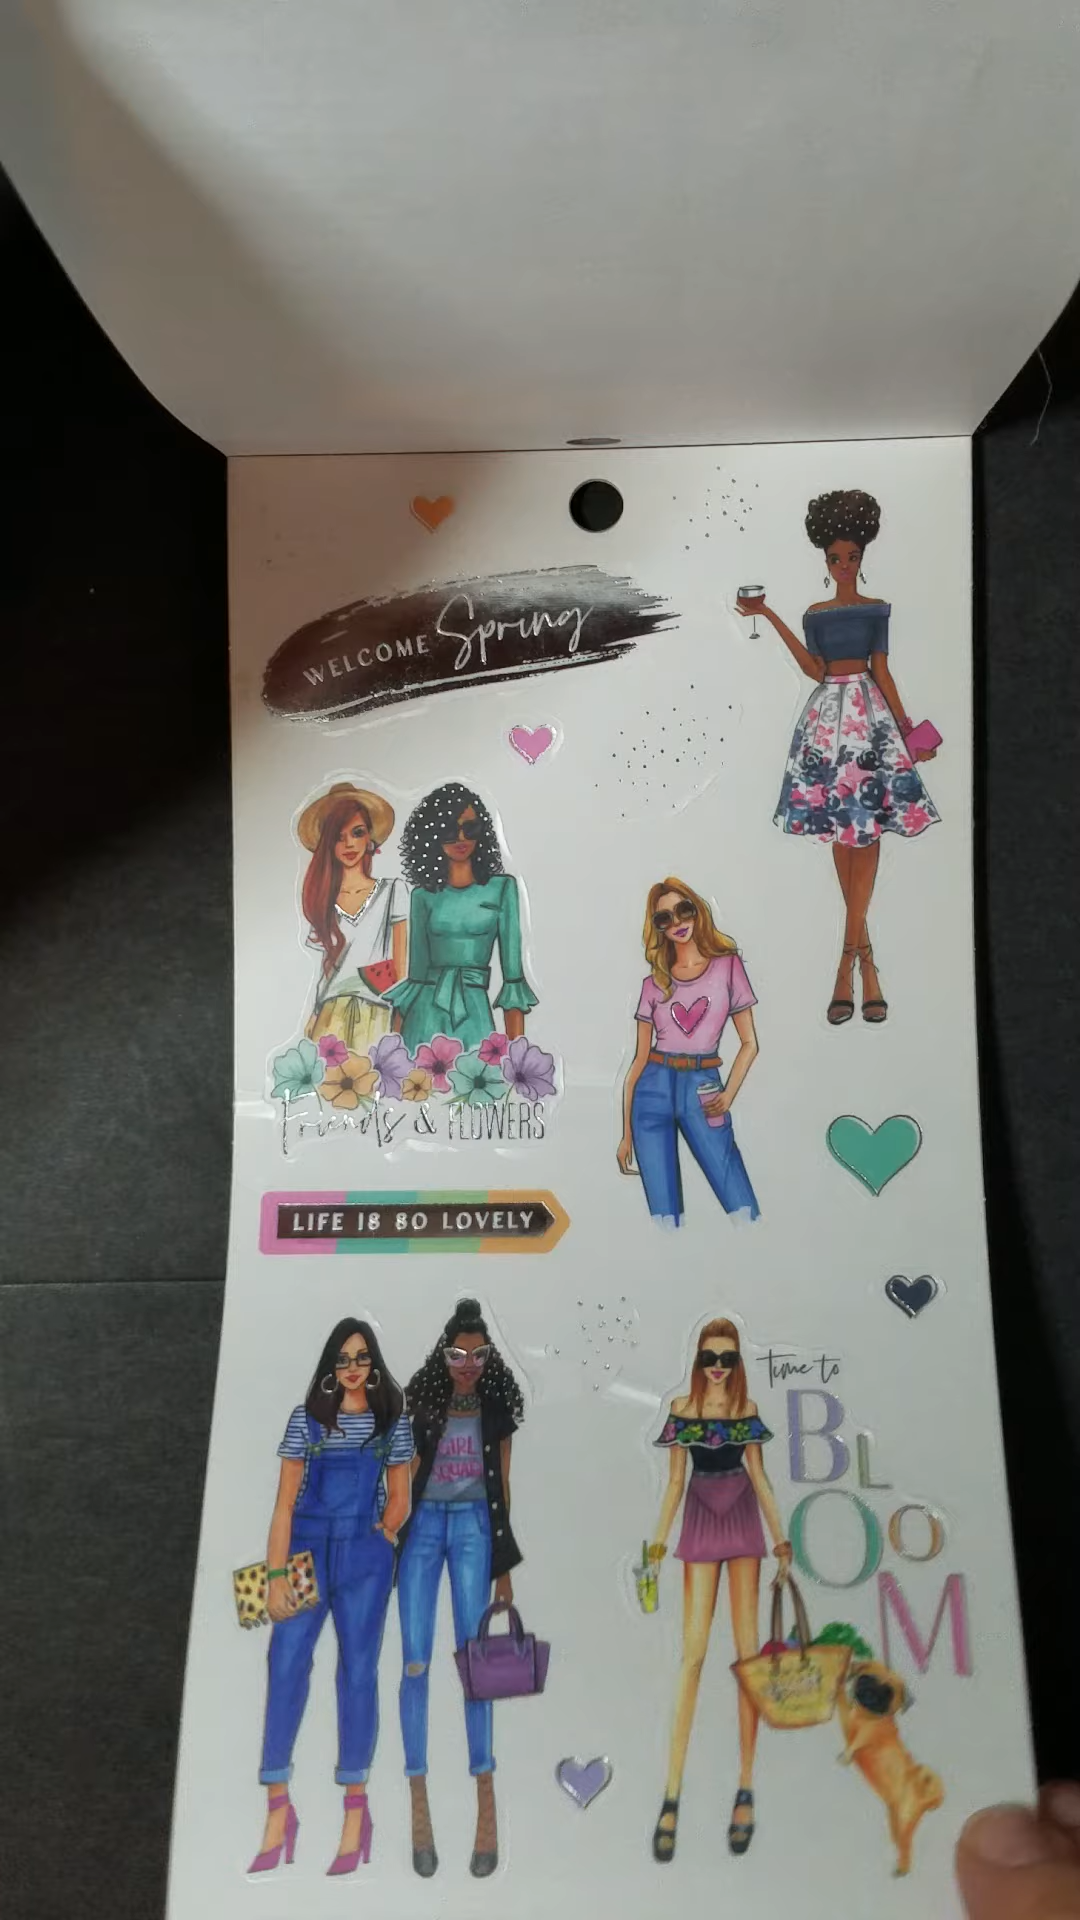 WELCOME Spring
Friends & FLOWERS
LIFE IS SO LOVELY
GIRL
SQUAD
time to
BLOOM